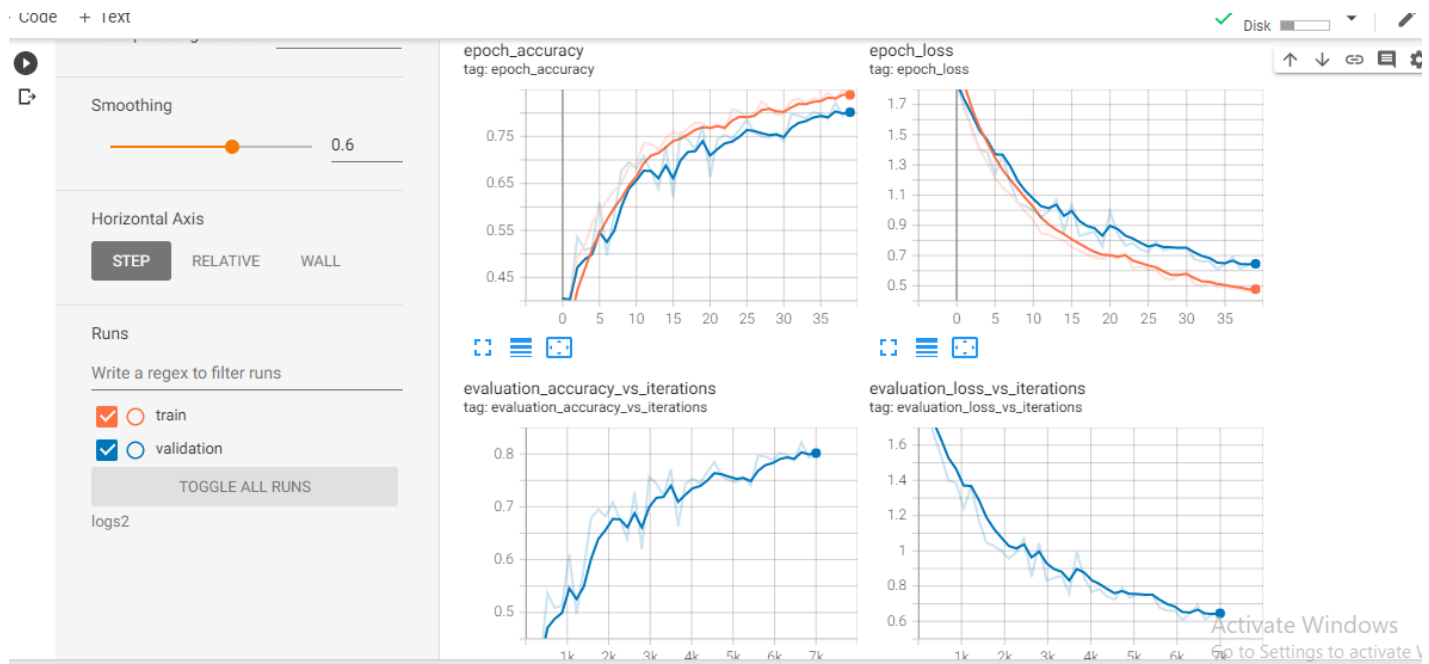 Code + Text
Disk
Smoothing
0.6
Horizontal Axis
STEP RELATIVE WALL
Runs
Write a regex to filter runs
train
validation
TOGGLE ALL RUNS
logs2
epoch_accuracy
tag: epoch_accuracy
0.75
0.65
0.55
0.45
0 5 10 15 20 25 30 35
epoch_loss
tag: epoch_loss
1.7
1.5
1.3
1.1
0.9
0.7
0.5
0 5 10 15 20 25 30 35
evaluation_accuracy_vs_iterations
tag: evaluation_accuracy_vs_iterations
0.8
0.7
0.6
0.5
1k 2k 3k 4k 5k 6k 7k
evaluation_loss_vs_iterations
tag: evaluation_loss_vs_iterations
1.6
1.4
1.2
1
0.8
0.6
1k 2k 3k 4k 5k 6k 7k
Activate Windows
Go to Settings to activate